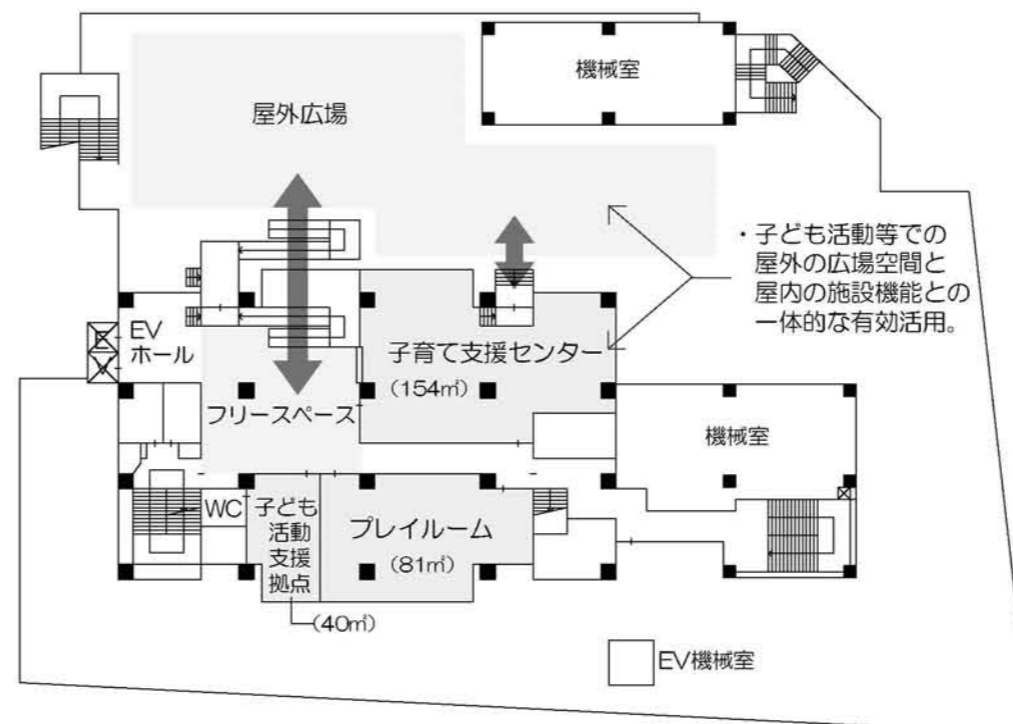 機械室
屋外広場
・子ども活動等での
屋外の広場空間と
屋内の施設機能との
一体的な有効活用。
EV
ホール
EV
子育て支援センター
(154㎡)
フリースペース
機械室
WC
子ども
活動
支援
拠点
(40㎡)
プレイルーム
(81㎡)
EV機械室